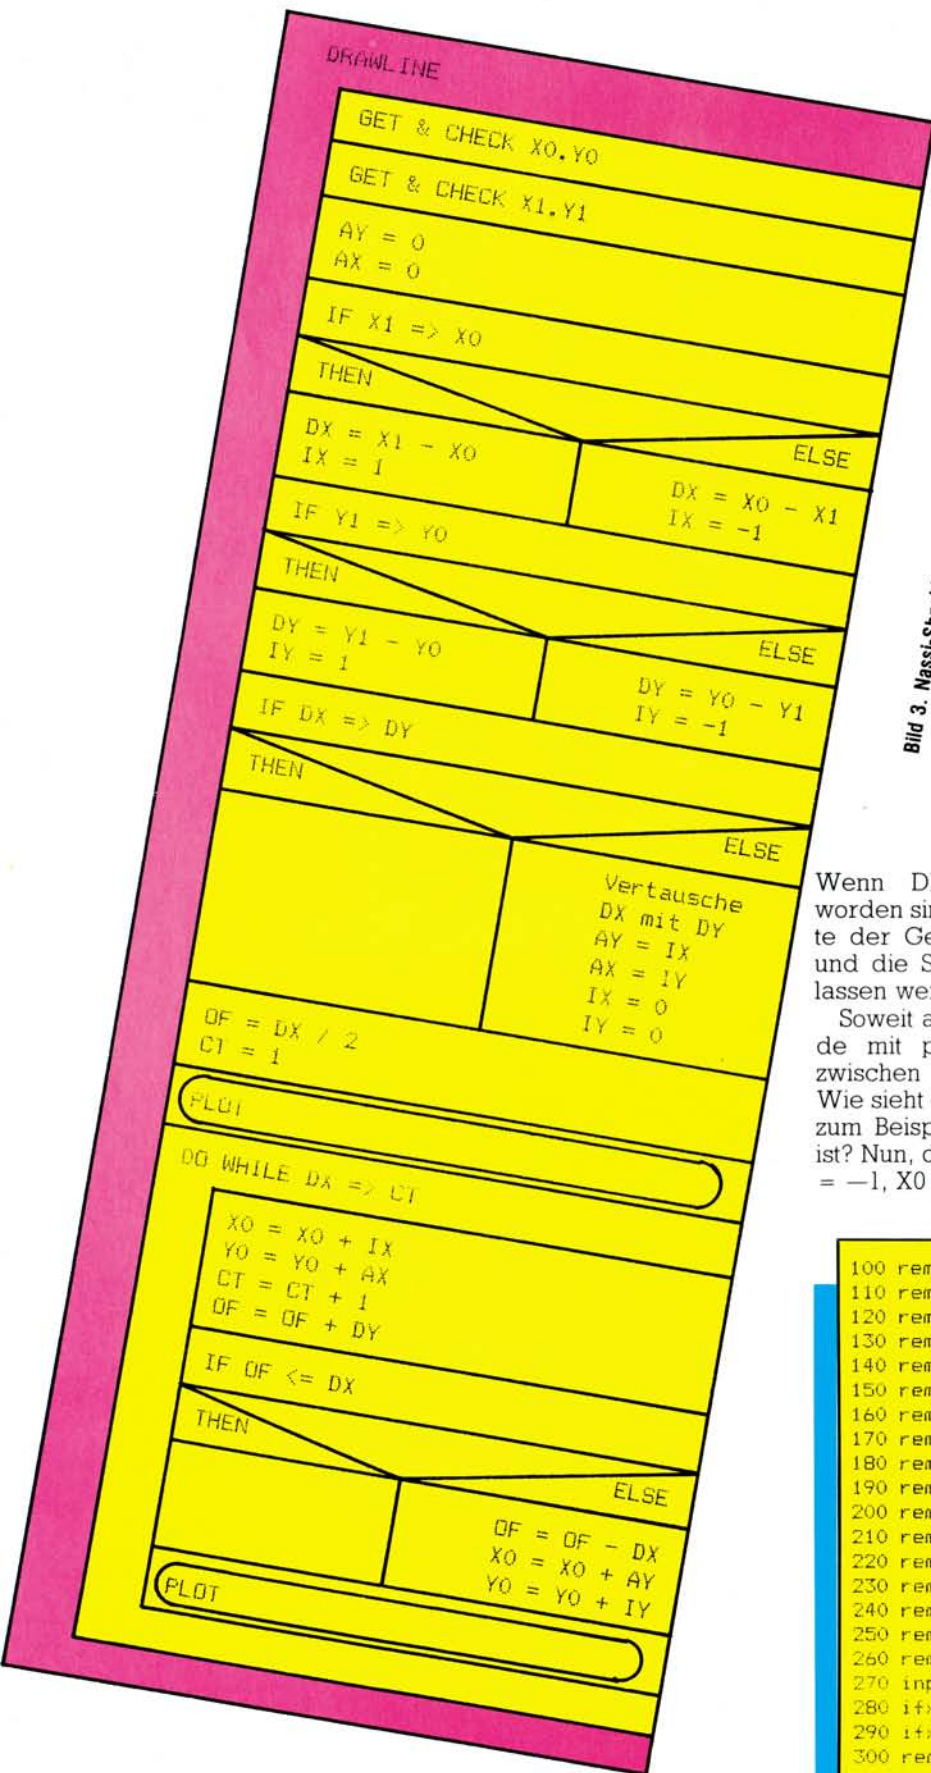 DRAWLINE
GET & CHECK X0.Y0
GET & CHECK X1.Y1
AY = 0
AX = 0
IF X1 => X0
THEN
ELSE
DX = X1 - X0
IX = 1
DX = X0 - X1
IX = -1
IF Y1 => Y0
THEN
ELSE
DY = Y1 - Y0
IY = 1
DY = Y0 - Y1
IY = -1
IF DX => DY
THEN
ELSE
Vertausche
DX mit DY
AY = IX
AX = IY
IX = 0
IY = 0
OF = DX / 2
CT = 1
PLOT
DO WHILE DX => CT
X0 = X0 + IX
Y0 = Y0 + AX
CT = CT + 1
OF = OF + DY
IF OF <= DX
THEN
ELSE
OF = OF - DX
X0 = X0 + AY
Y0 = Y0 + IY
PLOT
Bild 3.
Wenn
worden
te der
und die
lassen
Soweit
de mit
zwischen
Wie sieht
zum
ist? Nun,
= —1, X0
100 rem
110 rem
120 rem
130 rem
140 rem
150 rem
160 rem
170 rem
180 rem
190 rem
200 rem
210 rem
220 rem
230 rem
240 rem
250 rem
260 rem
270
280
290
300 rem